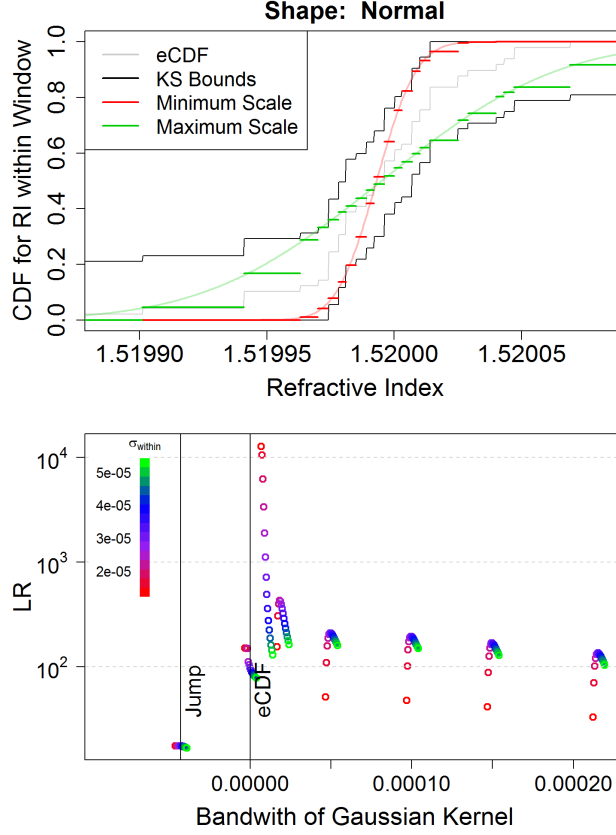 Shape: Normal
CDF for RI within Window
1.0
0.8
0.6
0.4
0.2
0.0
eCDF
KS Bounds
Minimum Scale
Maximum Scale
1.51990
1.51995
1.52000
1.52005
Refractive Index
LR
10^4
10^3
10^2
σwithin
5e-05
4e-05
3e-05
2e-05
Jump
eCDF
0.00000
0.00010
0.00020
Bandwith of Gaussian Kernel